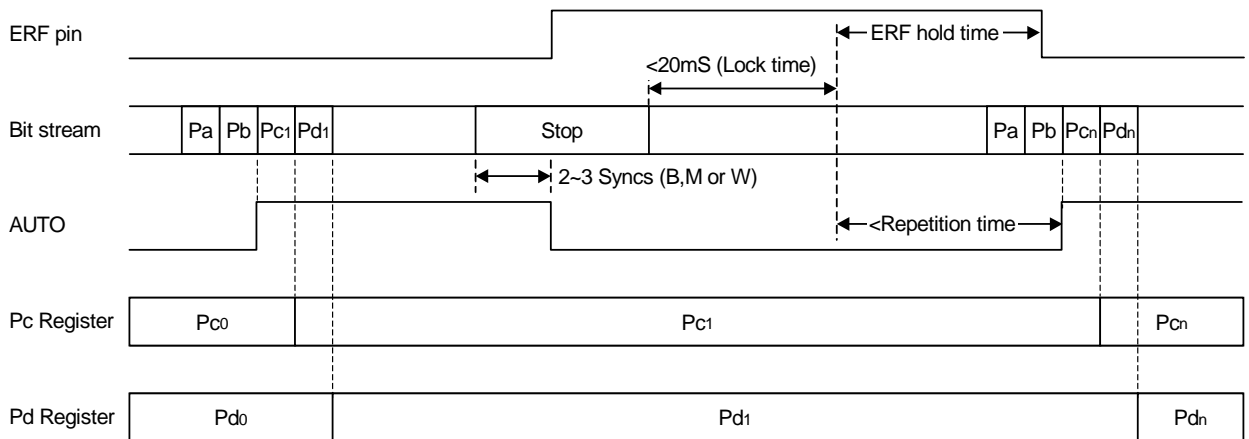 ERF pin
ERF hold time
<20mS (Lock time)
Bit stream
Pa Pb Pc1 Pd1 Stop Pa Pb Pcn Pdn
2~3 Syncs (B,M or W)
AUTO
<Repetition time
Pc Register Pc0 Pc1 Pcn
Pd Register Pd0 Pd1 Pdn